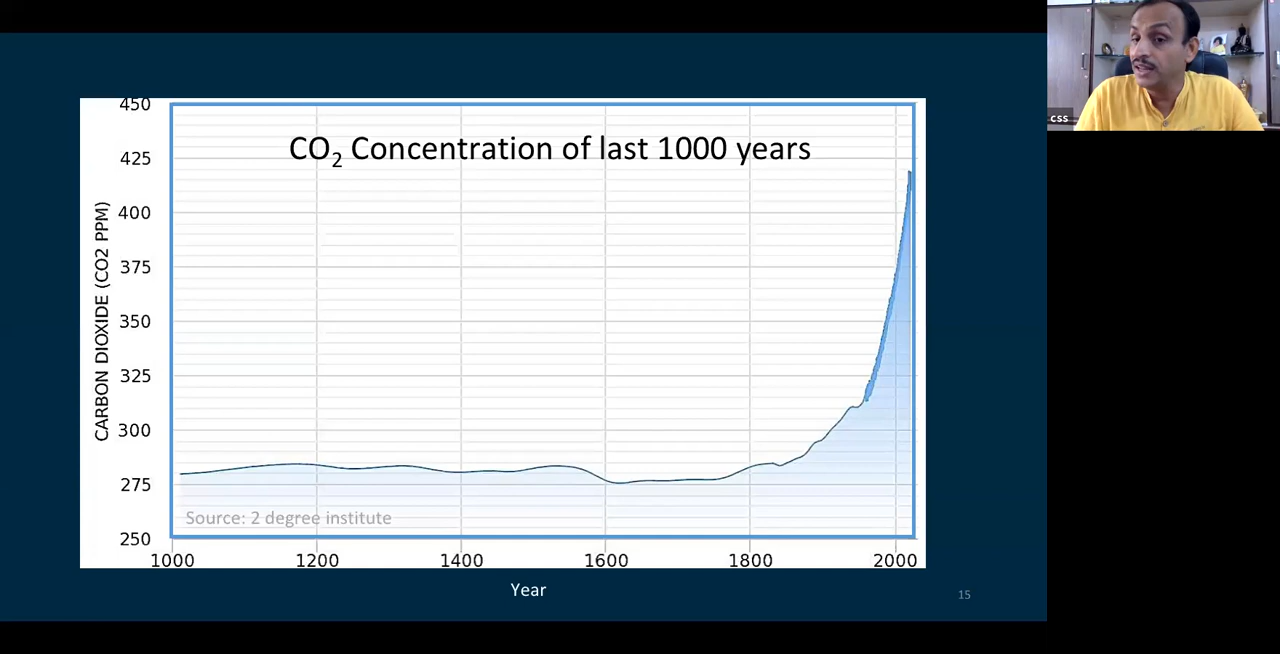 CO2 Concentration of last 1000 years
CARBON DIOXIDE (CO2 PPM)
450
425
400
375
350
325
300
275
250
Source: 2 degree institute
1000 1200 1400 1600 1800 2000
Year
15
css